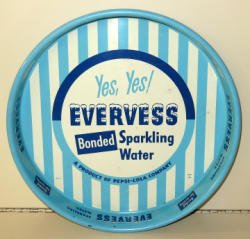 Yes, Yes!
EVERVESS
Bonded Sparkling
Water
A PRODUCT OF PEPSI-COLA COMPANY
EVERVESS